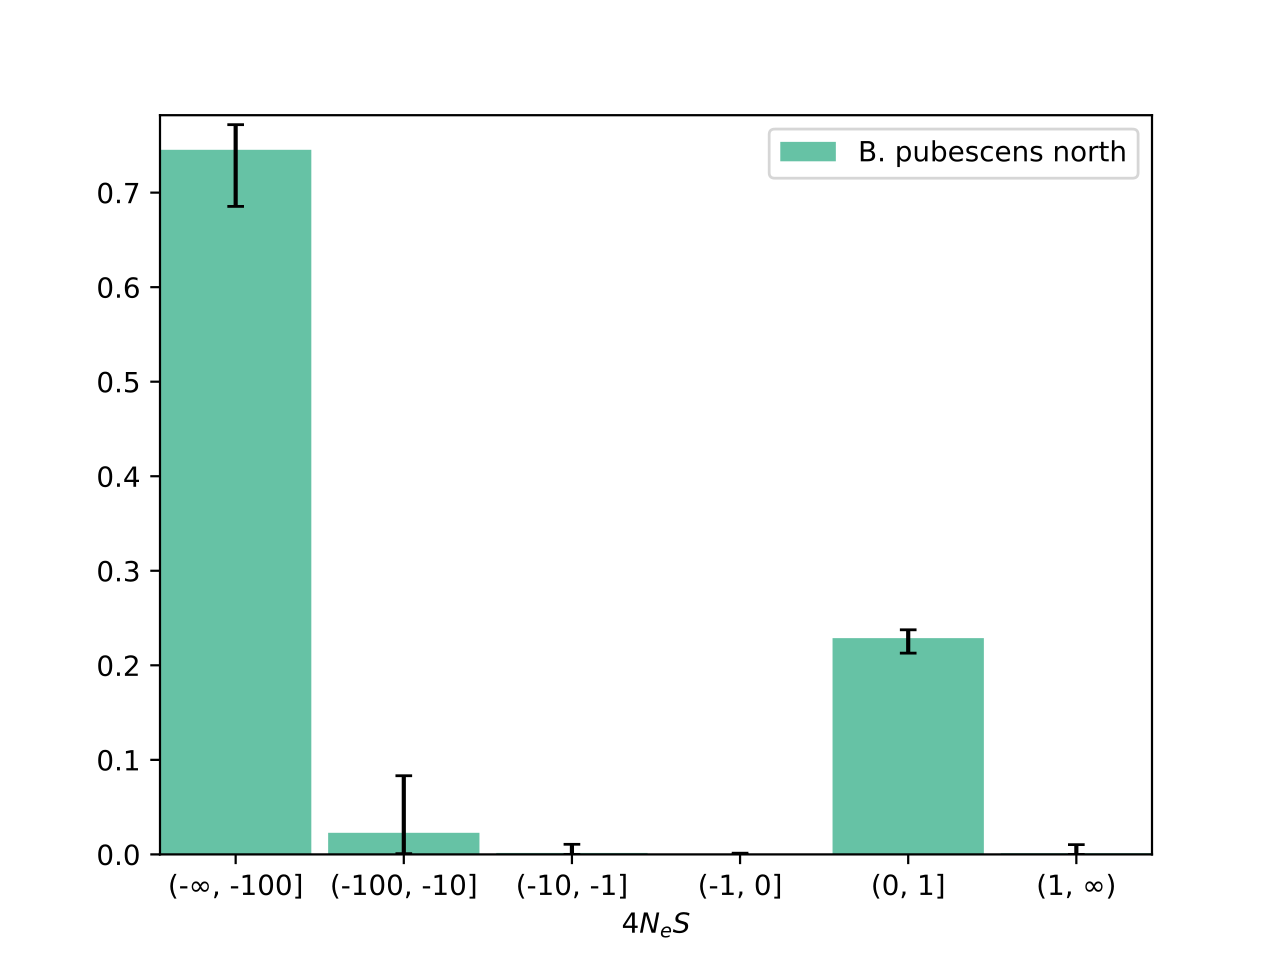 B. pubescens north
0.7
0.6
0.5
0.4
0.3
0.2
0.1
0.0
(-∞, -100] (-100, -10] (-10, -1] (-1, 0] (0, 1] (1, ∞)
4NₑS